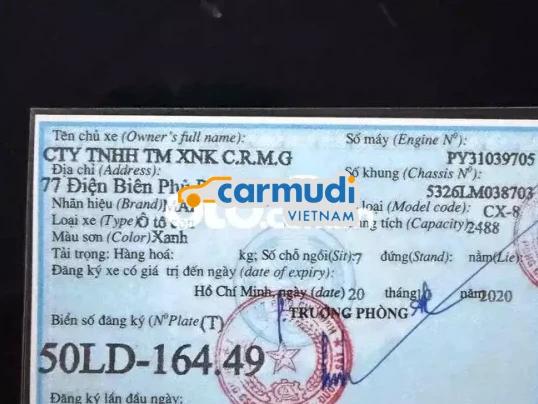 Tên chủ xe (Owner's full name):
Số máy (Engine Nº):
CTY TNHH TM XNK C.R.M.G
PY31039705
Địa chỉ (Address):
Số khung (Chassis Nº):
77 Điện Biên Phủ
5326LM038703
carmudi
VIETNAM
Nhãn hiệu (Brand)
loại (Model code): CX-8
Loại xe (Type) Ô tô con
tích (Capacity) 2488
Màu sơn (Color) Xanh
Tải trọng: Hàng hoá: kg; Số chỗ ngồi(Sit):7 đứng(Stand): nằm(Lie):
Đăng ký xe có giá trị đến ngày (date of expiry):
Hồ Chí Minh, ngày (date) 20 tháng năm 2020
Biển số đăng ký (NºPlate)(T)
TRƯỞNG PHÒNG
50LD-164.49
Đăng ký lần đầu ngày: